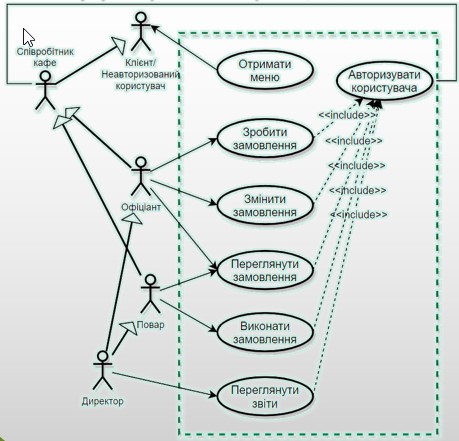 Співробітник
кафе
Клієнт/
Неавторизований
користувач
Отримати
меню
Авторизувати
користувача
<<include>>
Зробити
замовлення
<<include>>
<<include>>
Офіціант
Змінити
замовлення
<<include>>
<<include>>
Переглянути
замовлення
Повар
Виконати
замовлення
Директор
Переглянути
звіти